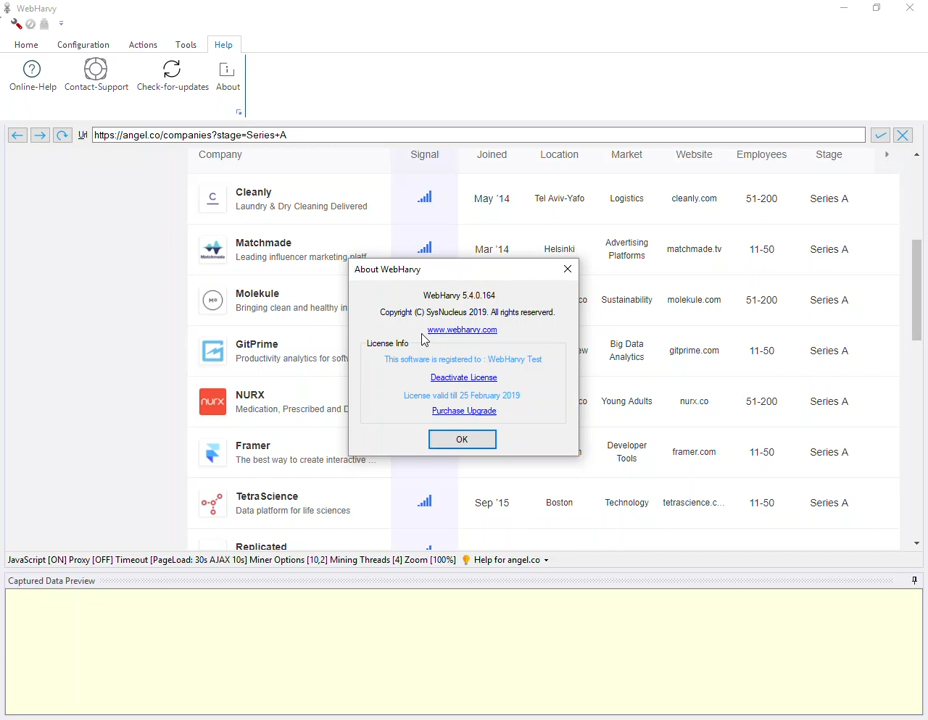 WebHarvy
Home Configuration Actions Tools Help
Online-Help Contact-Support Check-for-updates About
Url https://angel.co/companies?stage=Series+A
Company Signal Joined Location Market Website Employees Stage
C Cleanly
Laundry & Dry Cleaning Delivered
May '14 Tel Aviv-Yafo Logistics cleanly.com 51-200 Series A
Matchmade
Leading influencer marketing platf
Mar '14 Helsinki Advertising Platforms matchmade.tv 11-50 Series A
Molekule
Bringing clean and healthy in
co Sustainability molekule.com 51-200 Series A
GitPrime
Productivity analytics for soft
Big Data Analytics gitprime.com 11-50 Series A
nurx NURX
Medication, Prescribed and D
co Young Adults nurx.co 51-200 Series A
Framer
The best way to create interactive ...
Developer Tools framer.com 11-50 Series A
TetraScience
Data platform for life sciences
Sep '15 Boston Technology tetrascience.c... 11-50 Series A
Replicated
About WebHarvy
WebHarvy 5.4.0.164
Copyright (C) SysNucleus 2019. All rights reserverd.
www.webharvy.com
License Info
This software is registered to : WebHarvy Test
Deactivate License
License valid till 25 February 2019
Purchase Upgrade
OK
JavaScript [ON] Proxy [OFF] Timeout [PageLoad: 30s AJAX 10s] Miner Options [10,2] Mining Threads [4] Zoom [100%] Help for angel.co
Captured Data Preview